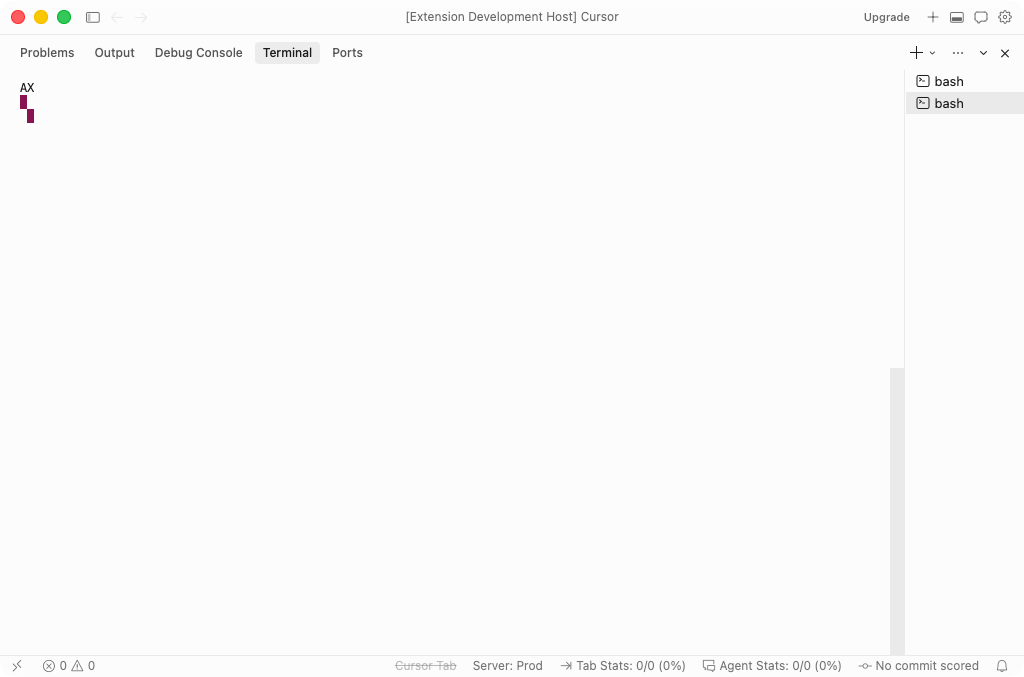 [Extension Development Host] Cursor
Upgrade
Problems Output Debug Console Terminal Ports
AX
bash
bash
0 0 Cursor Tab Server: Prod Tab Stats: 0/0 (0%) Agent Stats: 0/0 (0%) No commit scored